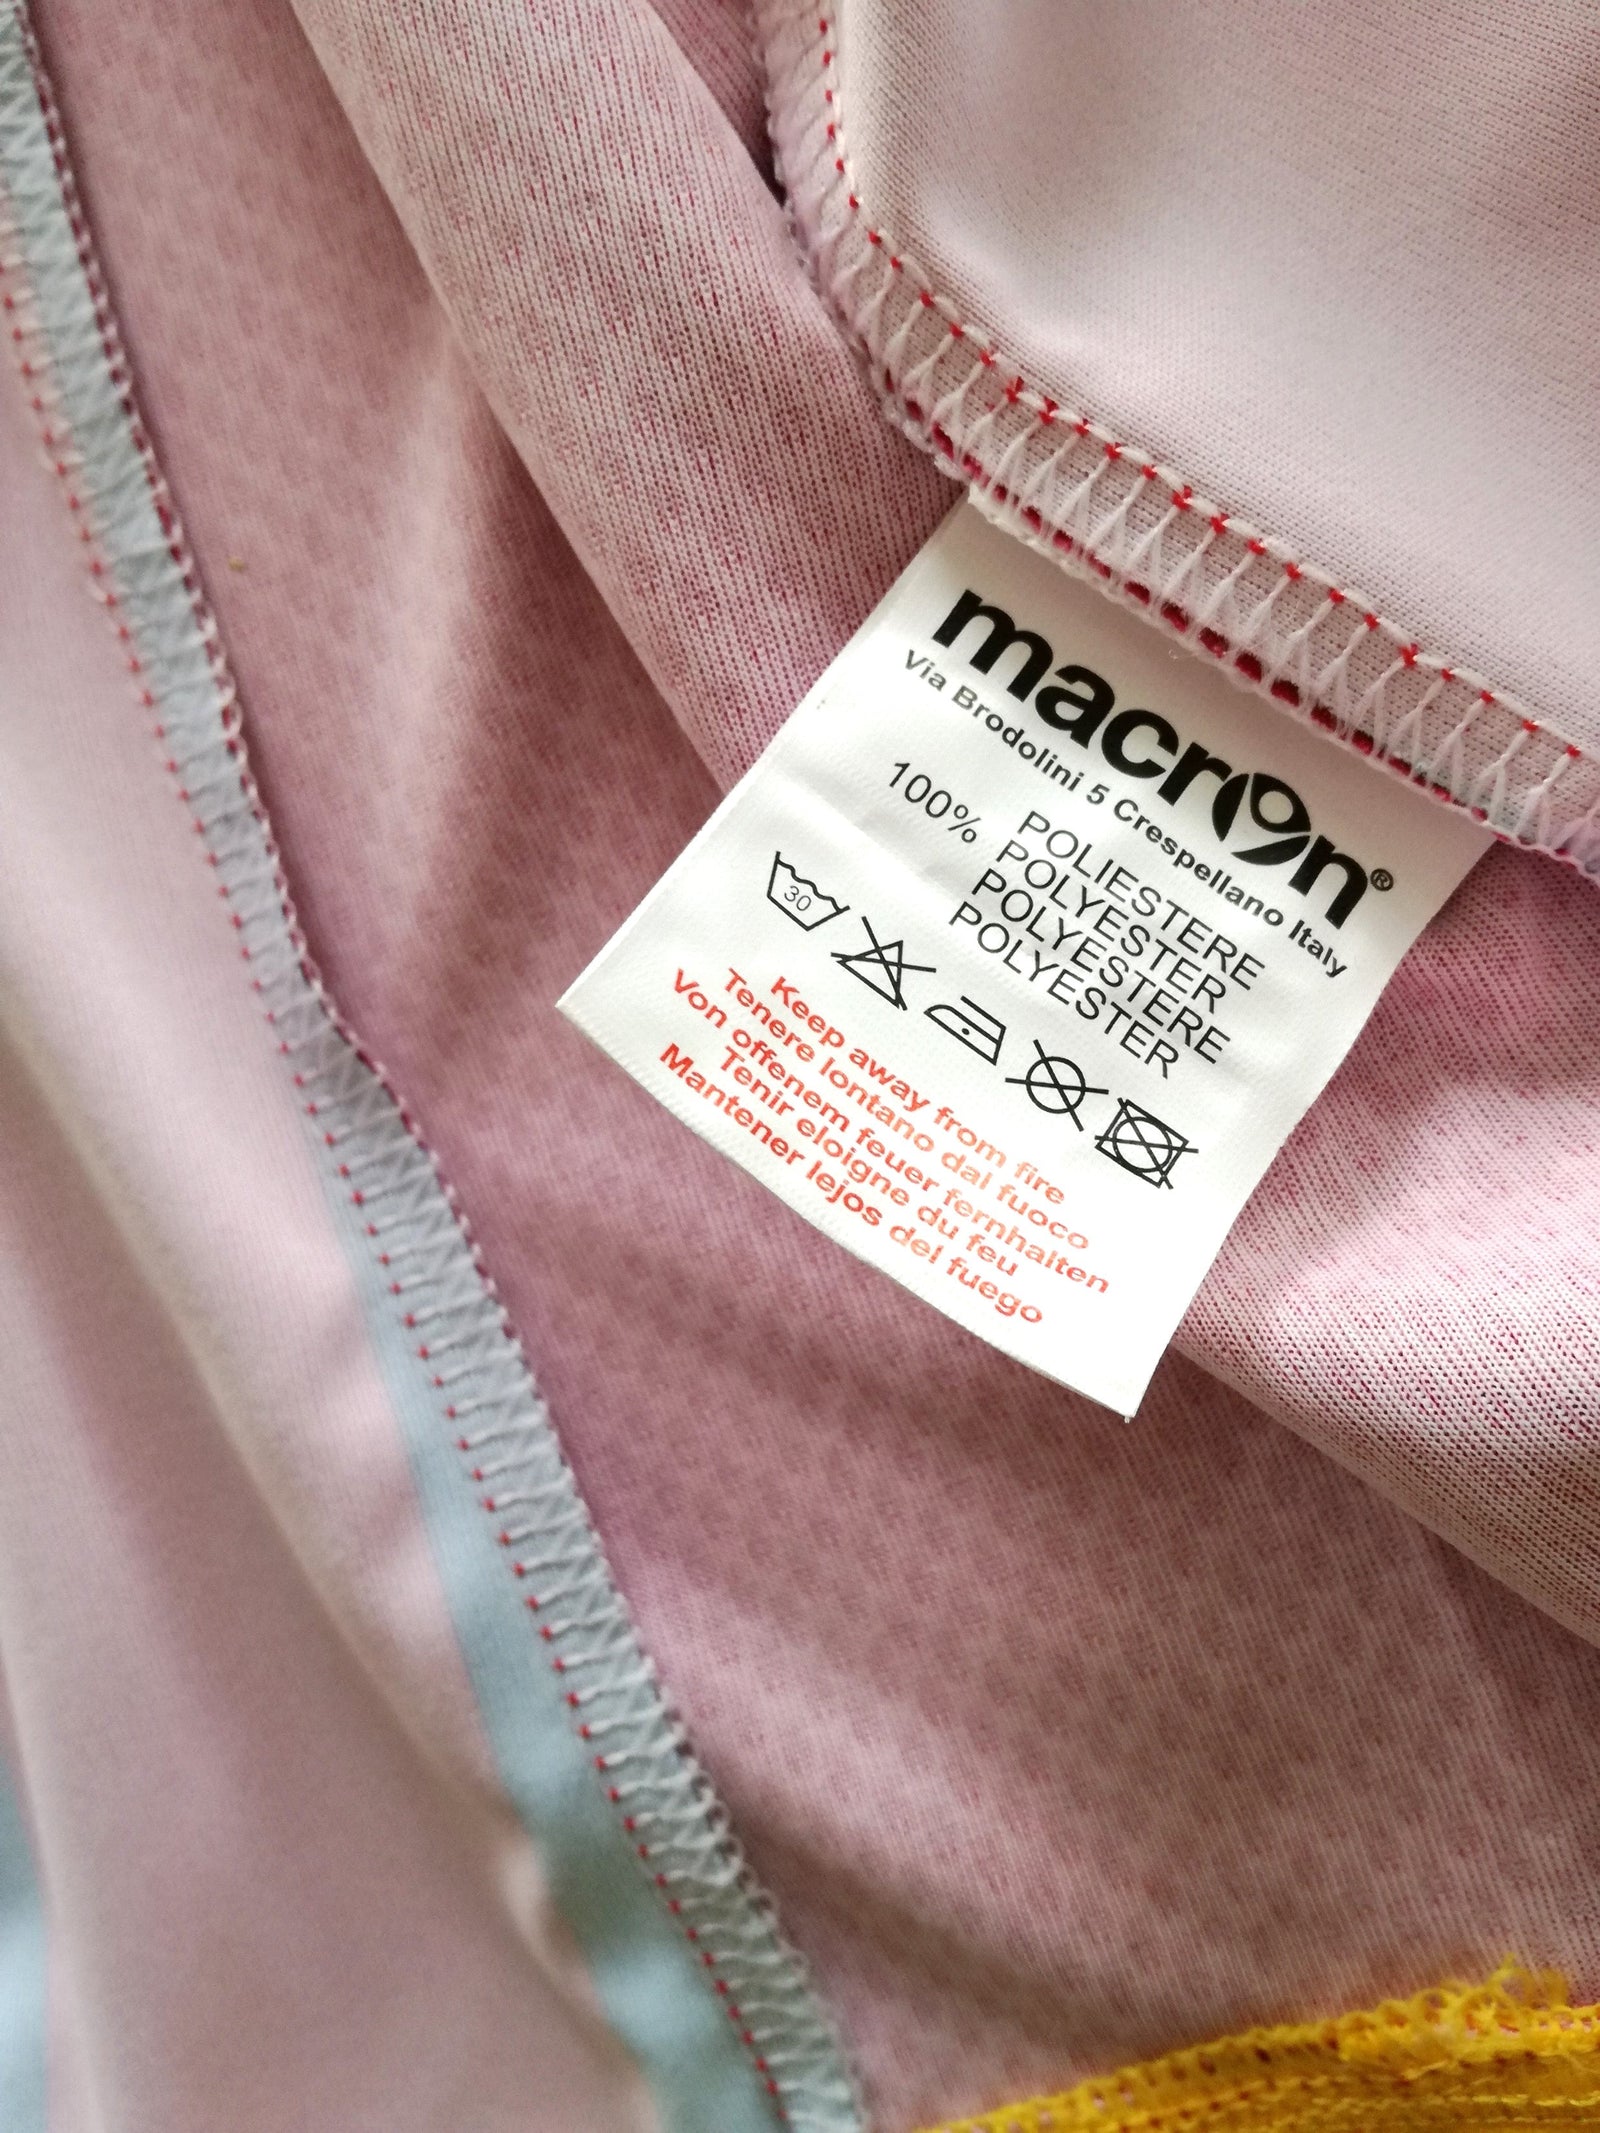 macron®
Via Brodolini 5 Crespellano Italy
100% POLIESTERE
POLYESTER
POLYESTERE
POLYESTER
30
Keep away from fire
Tenere lontano dal fuoco
Von offenem feuer fernhalten
Tenir eloigne du feu
Mantener lejos del fuego